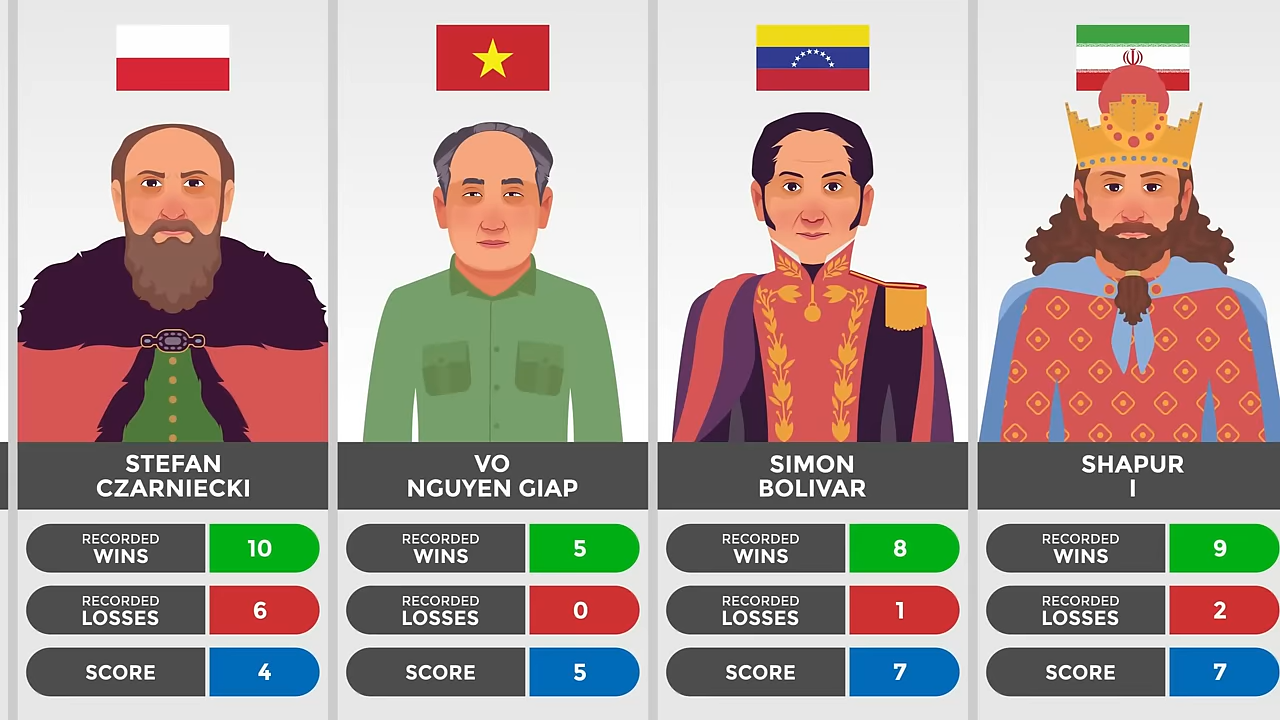 STEFAN
CZARNIECKI
RECORDED
WINS
10
RECORDED
LOSSES
6
SCORE
4
VO
NGUYEN GIAP
RECORDED
WINS
5
RECORDED
LOSSES
0
SCORE
5
SIMON
BOLIVAR
RECORDED
WINS
8
RECORDED
LOSSES
1
SCORE
7
SHAPUR
I
RECORDED
WINS
9
RECORDED
LOSSES
2
SCORE
7